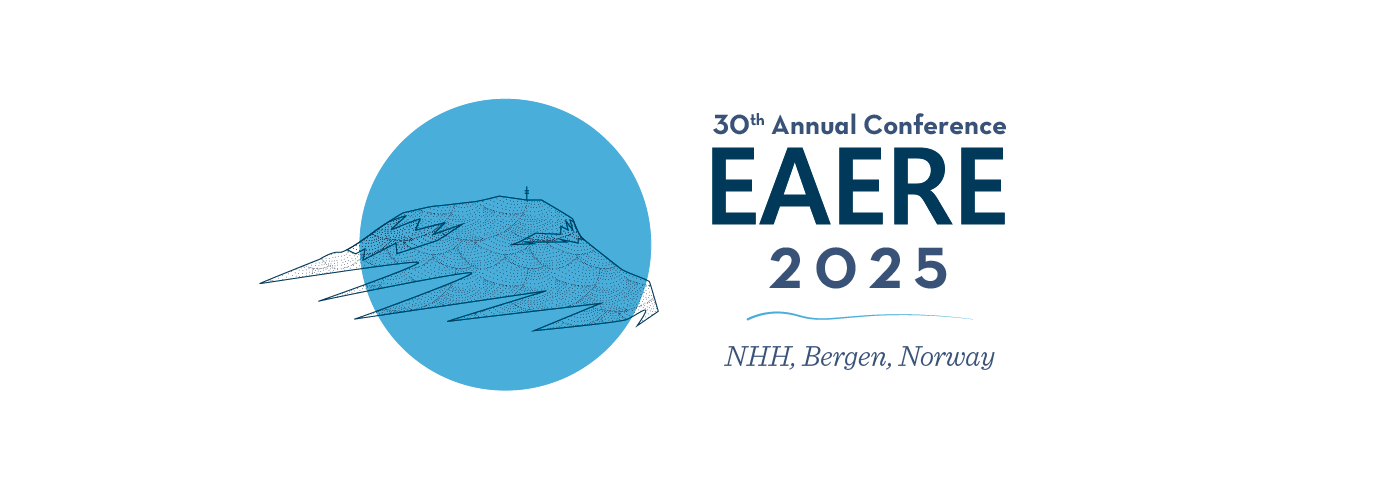 30th Annual Conference
EAERE
2025
NHH, Bergen, Norway